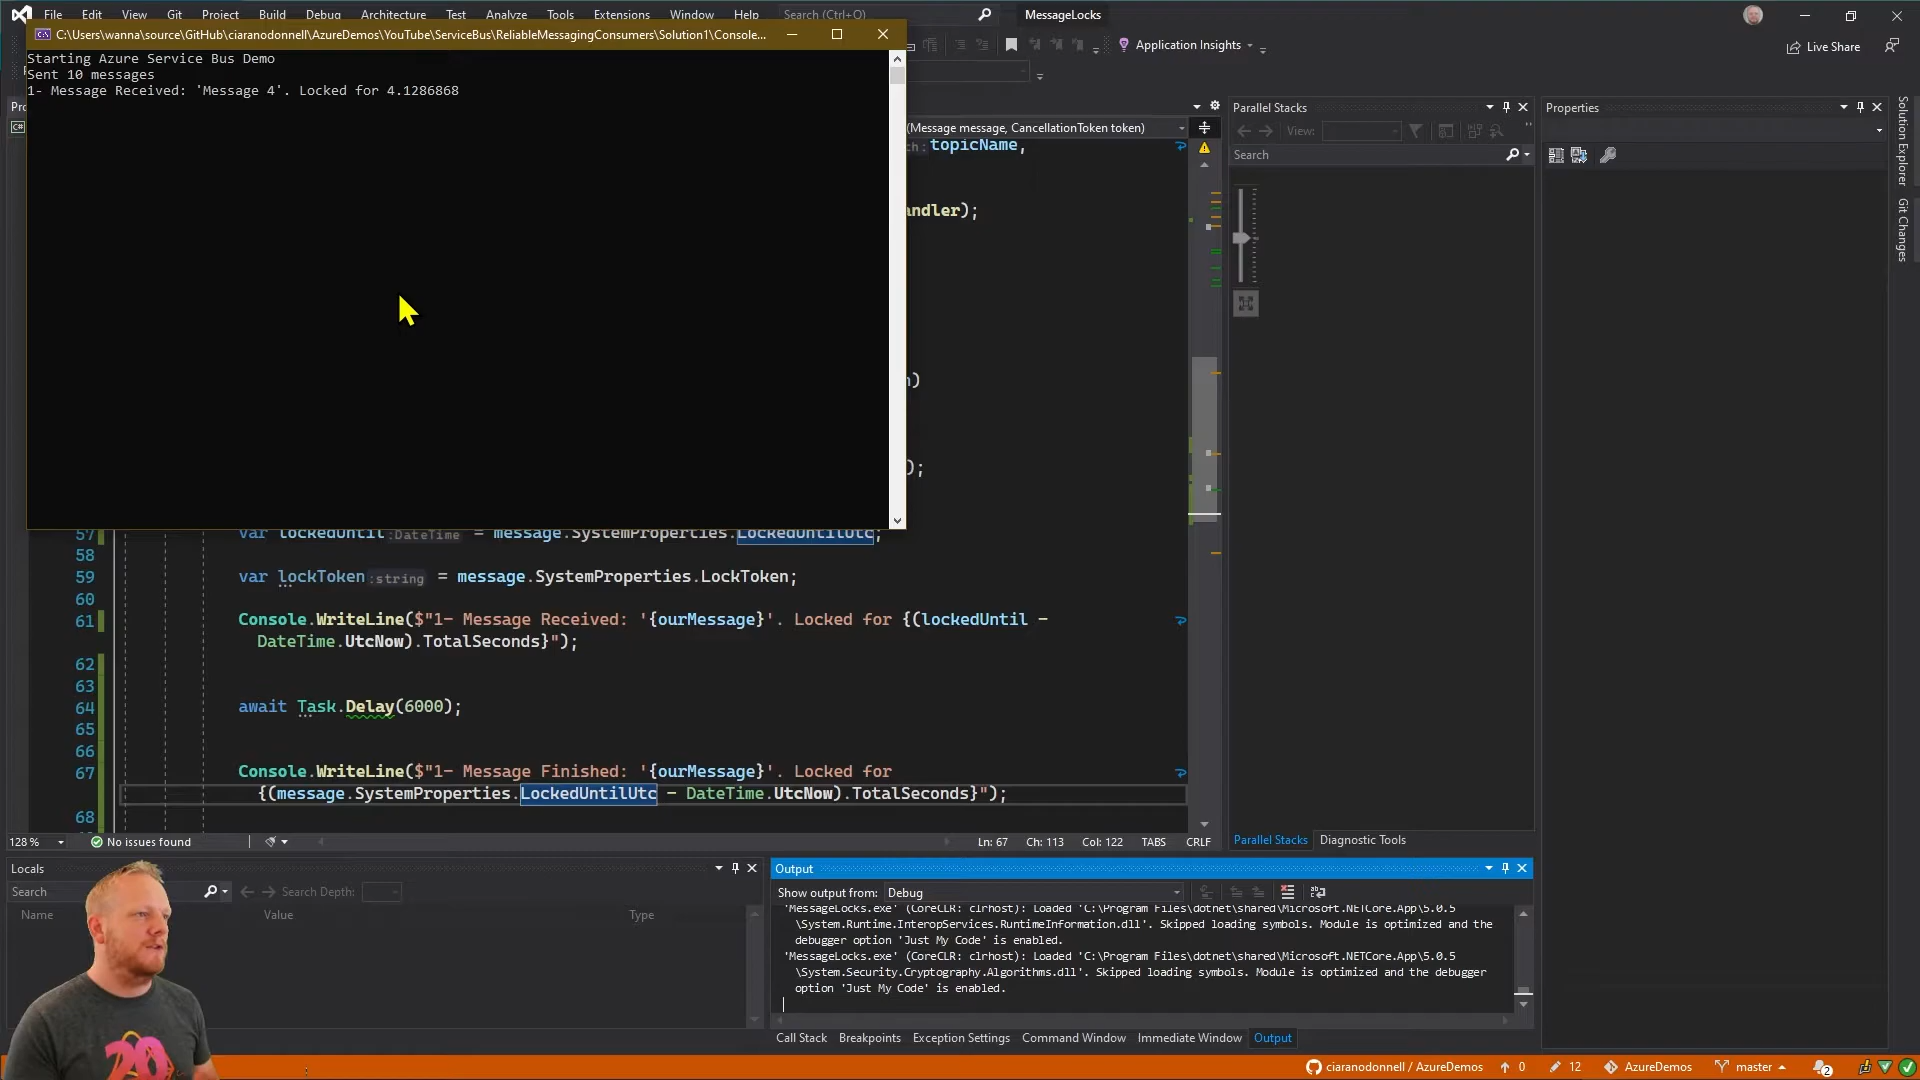 File Edit View Git Project Build Debug Architecture Test Analyze Tools Extensions Window Help Search (Ctrl+Q) MessageLocks
C:\Users\wanna\source\GitHub\ciaranodonnell\AzureDemos\YouTube\ServiceBus\ReliableMessagingConsumers\Solution1\Console...
Application Insights
Live Share
Starting Azure Service Bus Demo
Sent 10 messages
1- Message Received: 'Message 4'. Locked for 4.1286868
Parallel Stacks
Properties
(Message message, CancellationToken token)
View:
topicName,
Search
andler);
Solution Explorer
Git Changes
);
57 var lockedUntil:DateTime = message.SystemProperties.LockedUntilUtc;
58
59 var lockToken:string = message.SystemProperties.LockToken;
60
61 Console.WriteLine($"1- Message Received: '{ourMessage}'. Locked for {(lockedUntil -
DateTime.UtcNow).TotalSeconds}");
62
63
64 await Task.Delay(6000);
65
66
67 Console.WriteLine($"1- Message Finished: '{ourMessage}'. Locked for
{(message.SystemProperties.LockedUntilUtc - DateTime.UtcNow).TotalSeconds}");
68
128 % No issues found Ln: 67 Ch: 113 Col: 122 TABS CRLF
Parallel Stacks Diagnostic Tools
Locals
Search Search Depth:
Name Value Type
Output
Show output from: Debug
'MessageLocks.exe' (CoreCLR: clrhost): Loaded 'C:\Program Files\dotnet\shared\Microsoft.NETCore.App\5.0.5
\System.Runtime.InteropServices.RuntimeInformation.dll'. Skipped loading symbols. Module is optimized and the
debugger option 'Just My Code' is enabled.
'MessageLocks.exe' (CoreCLR: clrhost): Loaded 'C:\Program Files\dotnet\shared\Microsoft.NETCore.App\5.0.5
\System.Security.Cryptography.Algorithms.dll'. Skipped loading symbols. Module is optimized and the debugger
option 'Just My Code' is enabled.
Call Stack Breakpoints Exception Settings Command Window Immediate Window Output
20
ciaranodonnell / AzureDemos 0 12 AzureDemos master 2